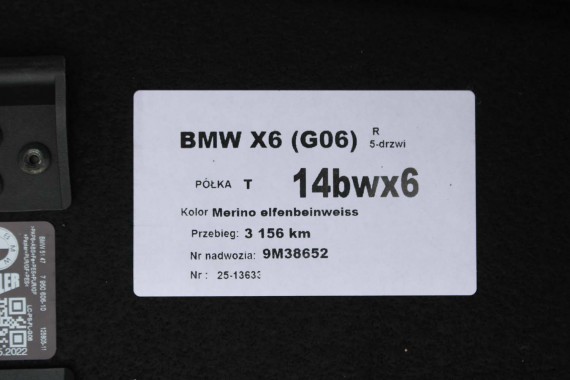 BMW X6 (G06) R
5-drzwi
PÓŁKA T 14bwx6
Kolor Merino elfenbeinweiss
Przebieg: 3 156 km
Nr nadwozia: 9M38652
Nr : 25-13633
BMW